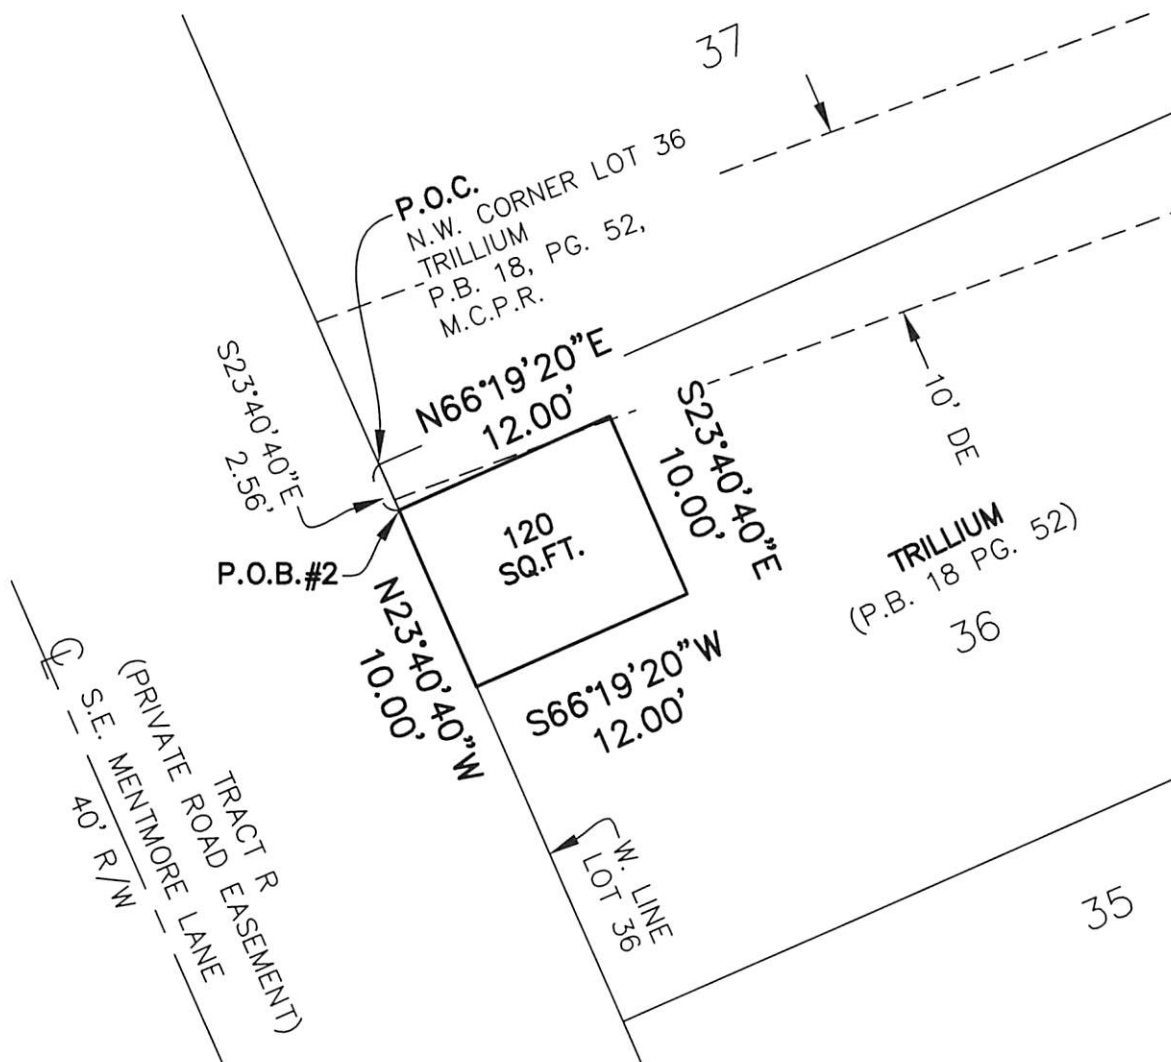 37
P.O.C.
N.W. CORNER LOT 36
TRILLIUM
P.B. 18, PG. 52,
M.C.P.R.
S23°40'40"E
2.56'
N66°19'20"E
12.00'
S23°40'40"E
10.00'
10' DE
120
SQ.FT.
P.O.B.#2
N23°40'40"W
10.00'
S66°19'20"W
12.00'
TRILLIUM
(P.B. 18 PG. 52)
36
℄
TRACT R
(PRIVATE ROAD EASEMENT)
S.E. MENTMORE LANE
40' R/W
W. LINE
LOT 36
35